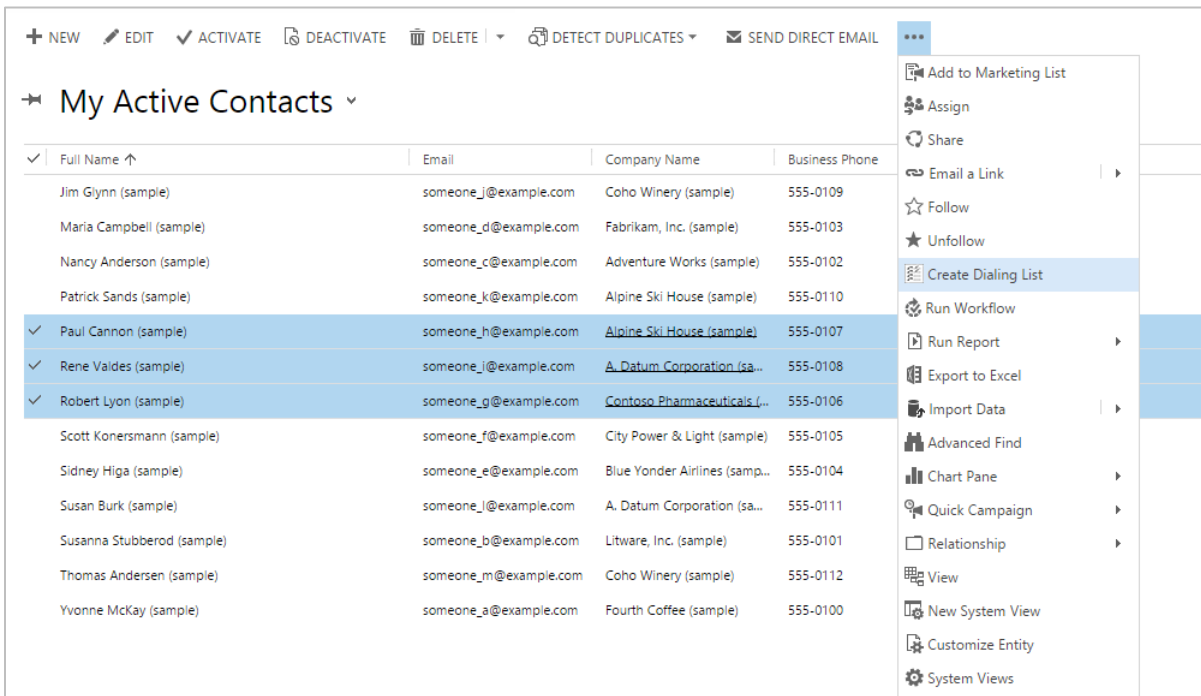 NEW EDIT ACTIVATE DEACTIVATE DELETE DETECT DUPLICATES SEND DIRECT EMAIL •••
My Active Contacts
Full Name Email Company Name Business Phone
Jim Glynn (sample) someone_j@example.com Coho Winery (sample) 555-0109
Maria Campbell (sample) someone_d@example.com Fabrikam, Inc. (sample) 555-0103
Nancy Anderson (sample) someone_c@example.com Adventure Works (sample) 555-0102
Patrick Sands (sample) someone_k@example.com Alpine Ski House (sample) 555-0110
Paul Cannon (sample) someone_h@example.com Alpine Ski House (sample) 555-0107
Rene Valdes (sample) someone_i@example.com A. Datum Corporation (sa... 555-0108
Robert Lyon (sample) someone_g@example.com Contoso Pharmaceuticals (... 555-0106
Scott Konersmann (sample) someone_f@example.com City Power & Light (sample) 555-0105
Sidney Higa (sample) someone_e@example.com Blue Yonder Airlines (samp... 555-0104
Susan Burk (sample) someone_l@example.com A. Datum Corporation (sa... 555-0111
Susanna Stubberod (sample) someone_b@example.com Litware, Inc. (sample) 555-0101
Thomas Andersen (sample) someone_m@example.com Coho Winery (sample) 555-0112
Yvonne McKay (sample) someone_a@example.com Fourth Coffee (sample) 555-0100
Add to Marketing List
Assign
Share
Email a Link
Follow
Unfollow
Create Dialing List
Run Workflow
Run Report
Export to Excel
Import Data
Advanced Find
Chart Pane
Quick Campaign
Relationship
View
New System View
Customize Entity
System Views